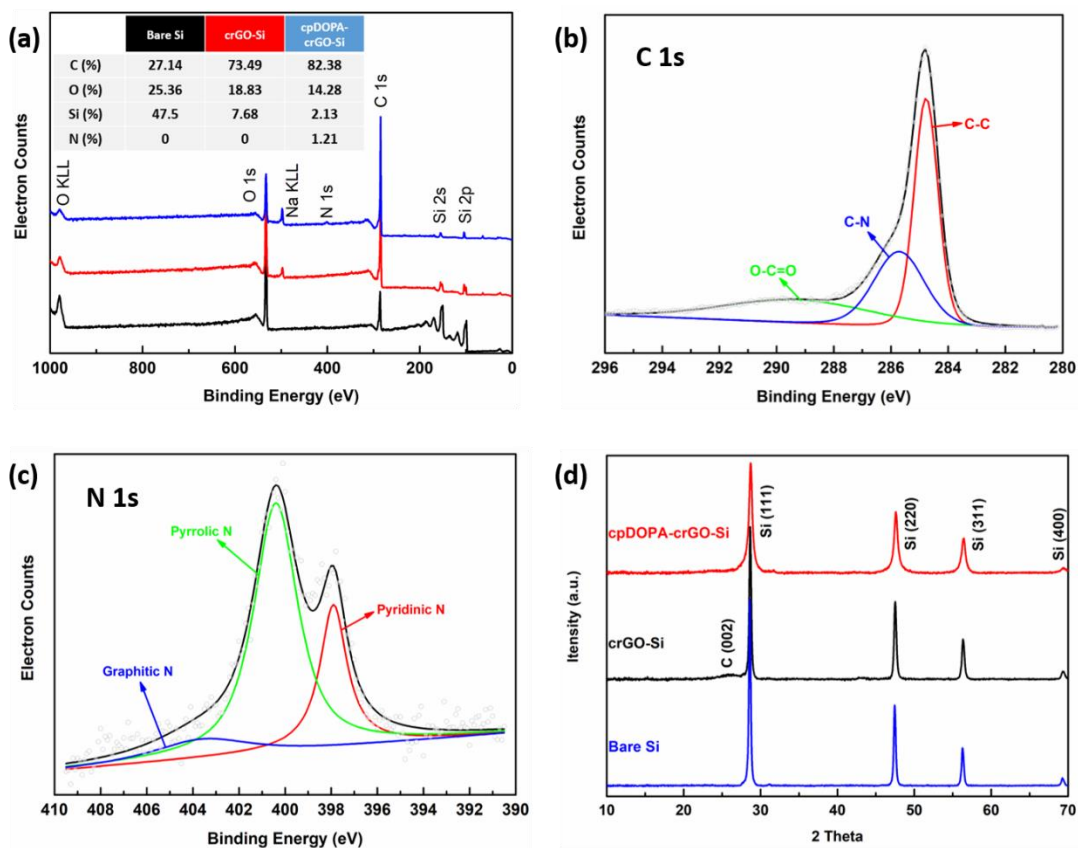 (a)
Bare Si crGO-Si cpDOPA-
crGO-Si
C (%) 27.14 73.49 82.38
O (%) 25.36 18.83 14.28
Si (%) 47.5 7.68 2.13
N (%) 0 0 1.21
O KLL
O 1s
Na KLL
N 1s
C 1s
Si 2s
Si 2p
Electron Counts
1000 800 600 400 200 0
Binding Energy (eV)
(b)
C 1s
C-C
C-N
O-C=O
Electron Counts
296 294 292 290 288 286 284 282 280
Binding Energy (eV)
(c)
N 1s
Pyrrolic N
Pyridinic N
Graphitic N
Electron Counts
410 408 406 404 402 400 398 396 394 392 390
Binding Energy (eV)
(d)
cpDOPA-crGO-Si
Si (111)
Si (220)
Si (311)
Si (400)
crGO-Si
C (002)
Bare Si
Itensity (a.u.)
10 20 30 40 50 60 70
2 Theta